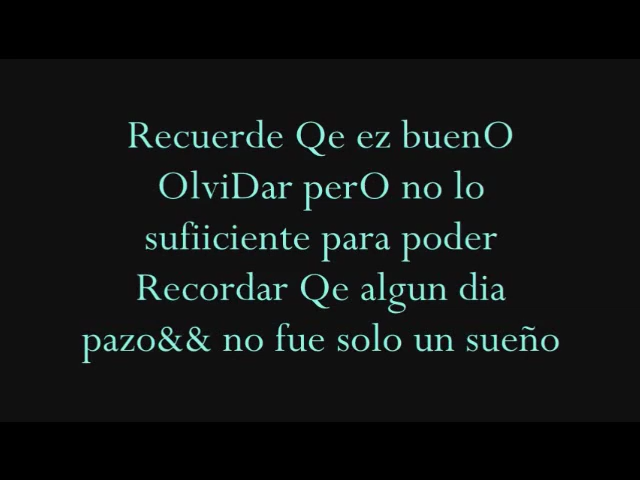 Recuerde Qe ez buenO
OlviDar perO no lo
sufiiciente para poder
Recordar Qe algun dia
pazo&& no fue solo un sueño